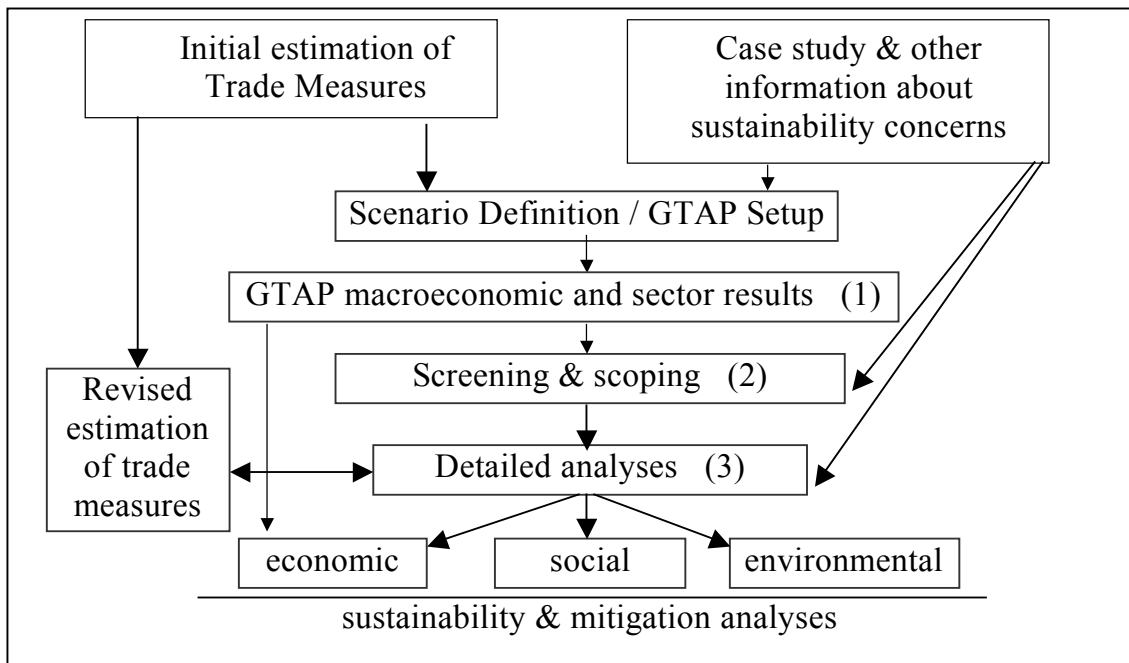 Initial estimation of
Trade Measures
Case study & other
information about
sustainability concerns
Scenario Definition / GTAP Setup
GTAP macroeconomic and sector results (1)
Screening & scoping (2)
Revised
estimation
of trade
measures
Detailed analyses (3)
economic
social
environmental
sustainability & mitigation analyses